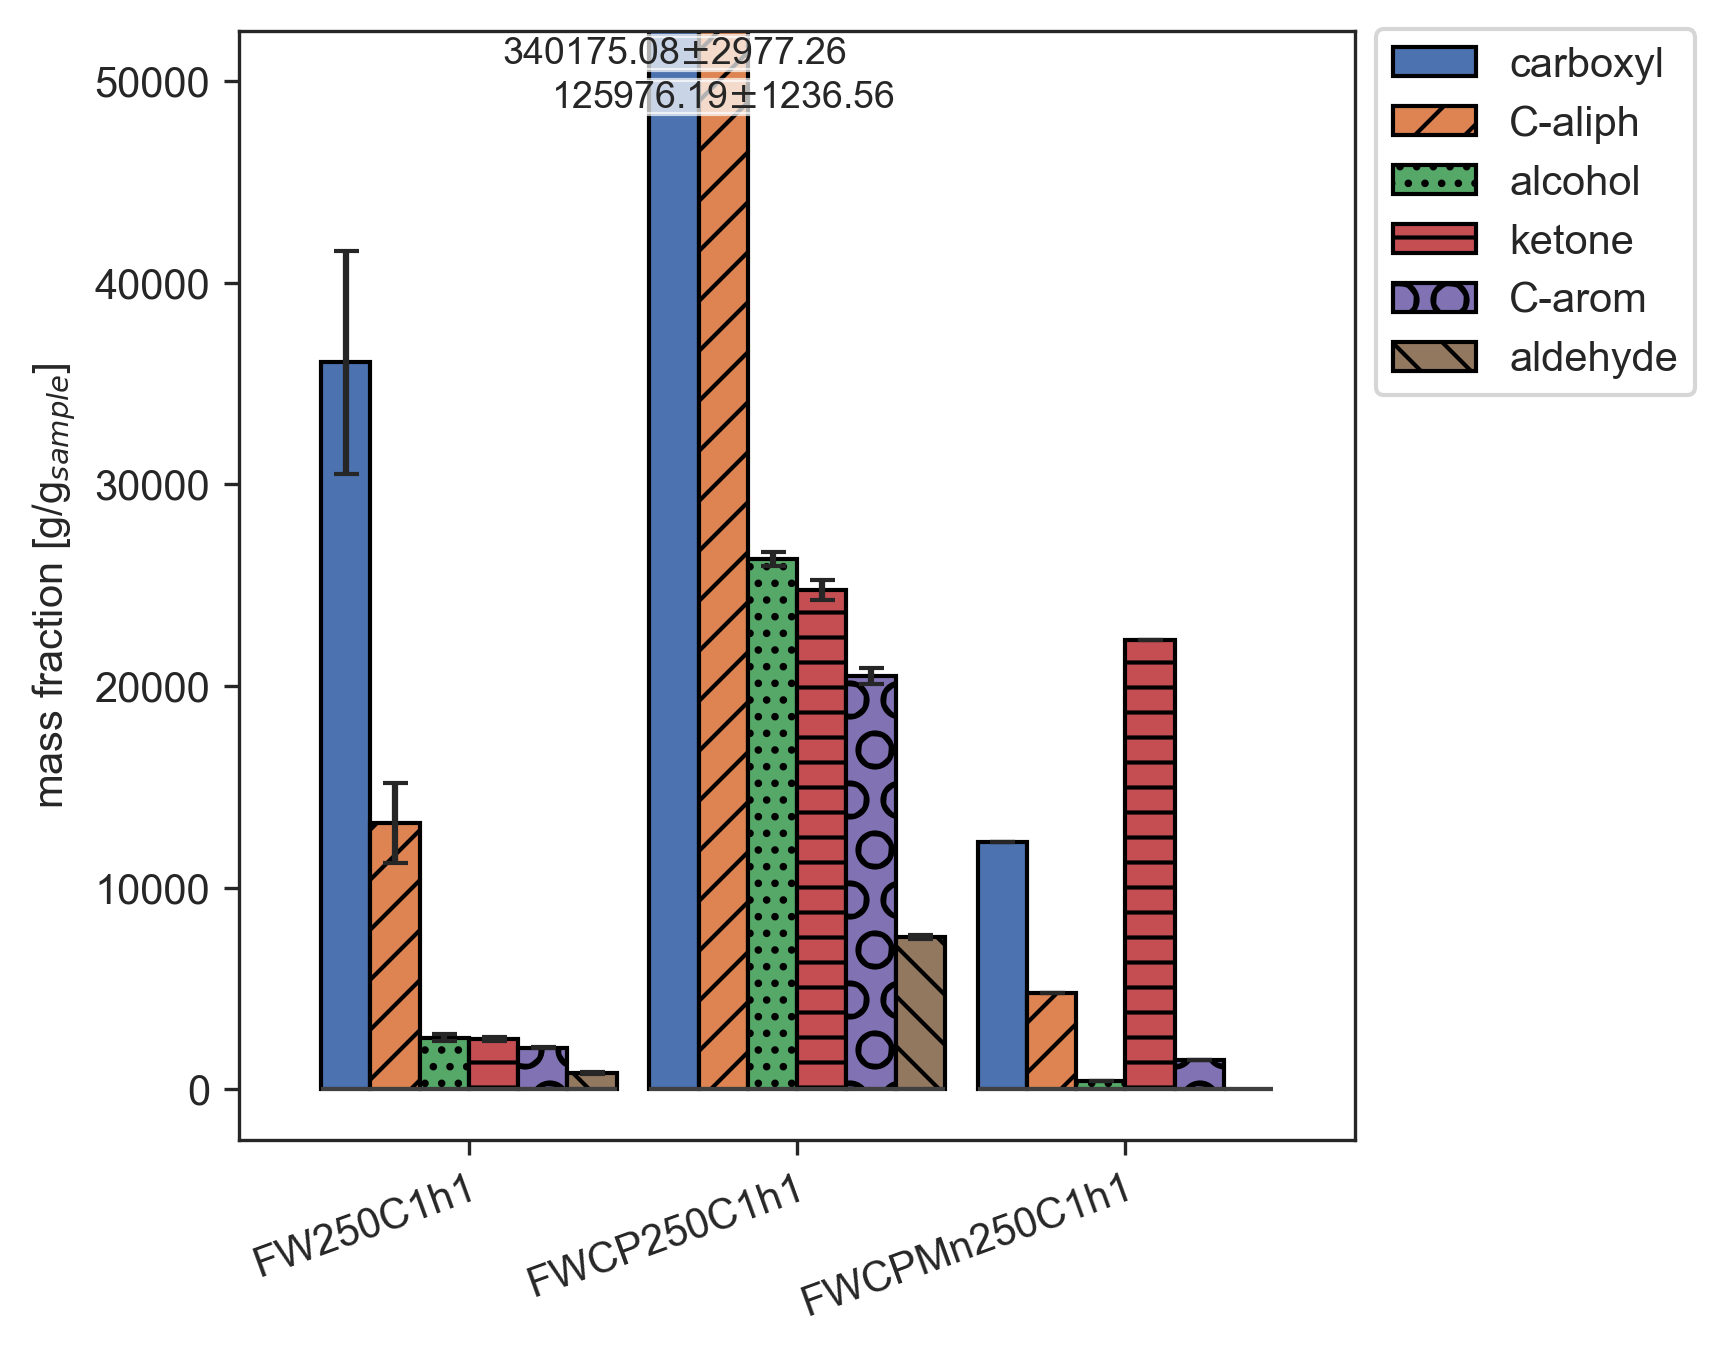 340175.08±2977.26
125976.19±1236.56
50000
40000
30000
20000
10000
0
mass fraction [g/g_sample]
FW250C1h1
FWCP250C1h1
FWCPMn250C1h1
carboxyl
C-aliph
alcohol
ketone
C-arom
aldehyde